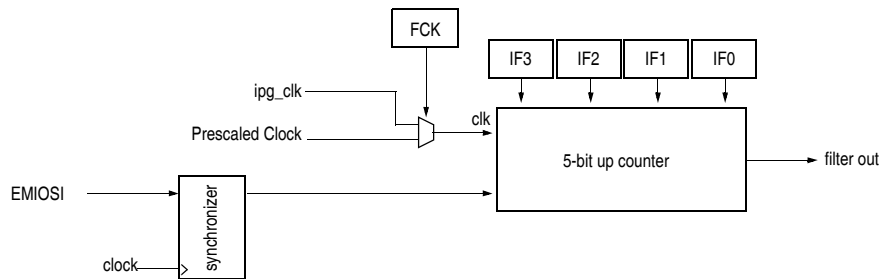 FCK
IF3 IF2 IF1 IF0
ipg_clk
clk
Prescaled Clock
5-bit up counter
filter out
EMIOSI
synchronizer
clock